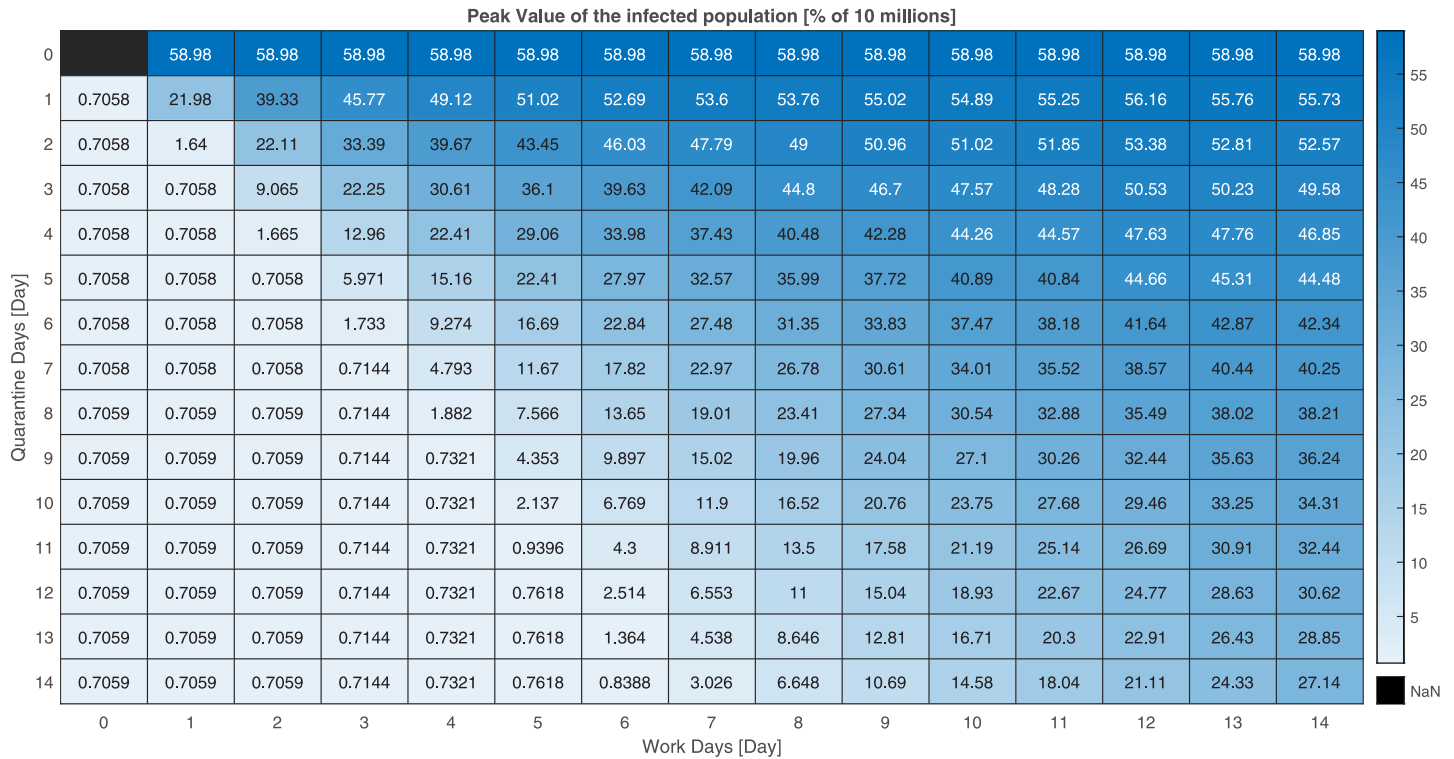 Peak Value of the infected population [% of 10 millions]
0 58.98 58.98 58.98 58.98 58.98 58.98 58.98 58.98 58.98 58.98 58.98 58.98 58.98 58.98
1 0.7058 21.98 39.33 45.77 49.12 51.02 52.69 53.6 53.76 55.02 54.89 55.25 56.16 55.76 55.73
2 0.7058 1.64 22.11 33.39 39.67 43.45 46.03 47.79 49 50.96 51.02 51.85 53.38 52.81 52.57
3 0.7058 0.7058 9.065 22.25 30.61 36.1 39.63 42.09 44.8 46.7 47.57 48.28 50.53 50.23 49.58
4 0.7058 0.7058 1.665 12.96 22.41 29.06 33.98 37.43 40.48 42.28 44.26 44.57 47.63 47.76 46.85
5 0.7058 0.7058 0.7058 5.971 15.16 22.41 27.97 32.57 35.99 37.72 40.89 40.84 44.66 45.31 44.48
6 0.7058 0.7058 0.7058 1.733 9.274 16.69 22.84 27.48 31.35 33.83 37.47 38.18 41.64 42.87 42.34
7 0.7058 0.7058 0.7058 0.7144 4.793 11.67 17.82 22.97 26.78 30.61 34.01 35.52 38.57 40.44 40.25
8 0.7059 0.7059 0.7059 0.7144 1.882 7.566 13.65 19.01 23.41 27.34 30.54 32.88 35.49 38.02 38.21
9 0.7059 0.7059 0.7059 0.7144 0.7321 4.353 9.897 15.02 19.96 24.04 27.1 30.26 32.44 35.63 36.24
10 0.7059 0.7059 0.7059 0.7144 0.7321 2.137 6.769 11.9 16.52 20.76 23.75 27.68 29.46 33.25 34.31
11 0.7059 0.7059 0.7059 0.7144 0.7321 0.9396 4.3 8.911 13.5 17.58 21.19 25.14 26.69 30.91 32.44
12 0.7059 0.7059 0.7059 0.7144 0.7321 0.7618 2.514 6.553 11 15.04 18.93 22.67 24.77 28.63 30.62
13 0.7059 0.7059 0.7059 0.7144 0.7321 0.7618 1.364 4.538 8.646 12.81 16.71 20.3 22.91 26.43 28.85
14 0.7059 0.7059 0.7059 0.7144 0.7321 0.7618 0.8388 3.026 6.648 10.69 14.58 18.04 21.11 24.33 27.14
0 1 2 3 4 5 6 7 8 9 10 11 12 13 14
Work Days [Day]
Quarantine Days [Day]
55
50
45
40
35
30
25
20
15
10
5
NaN